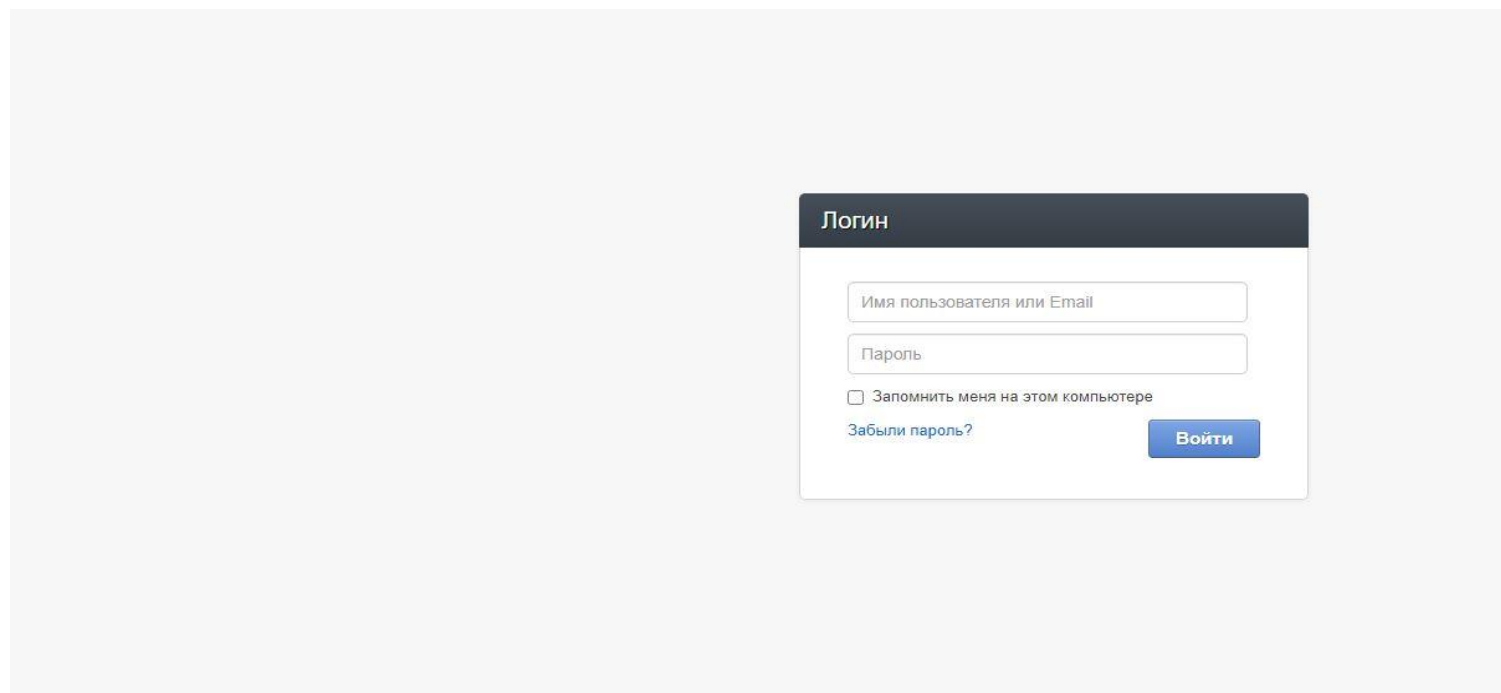 Логин
Имя пользователя или Email
Пароль
Запомнить меня на этом компьютере
Забыли пароль?
Войти